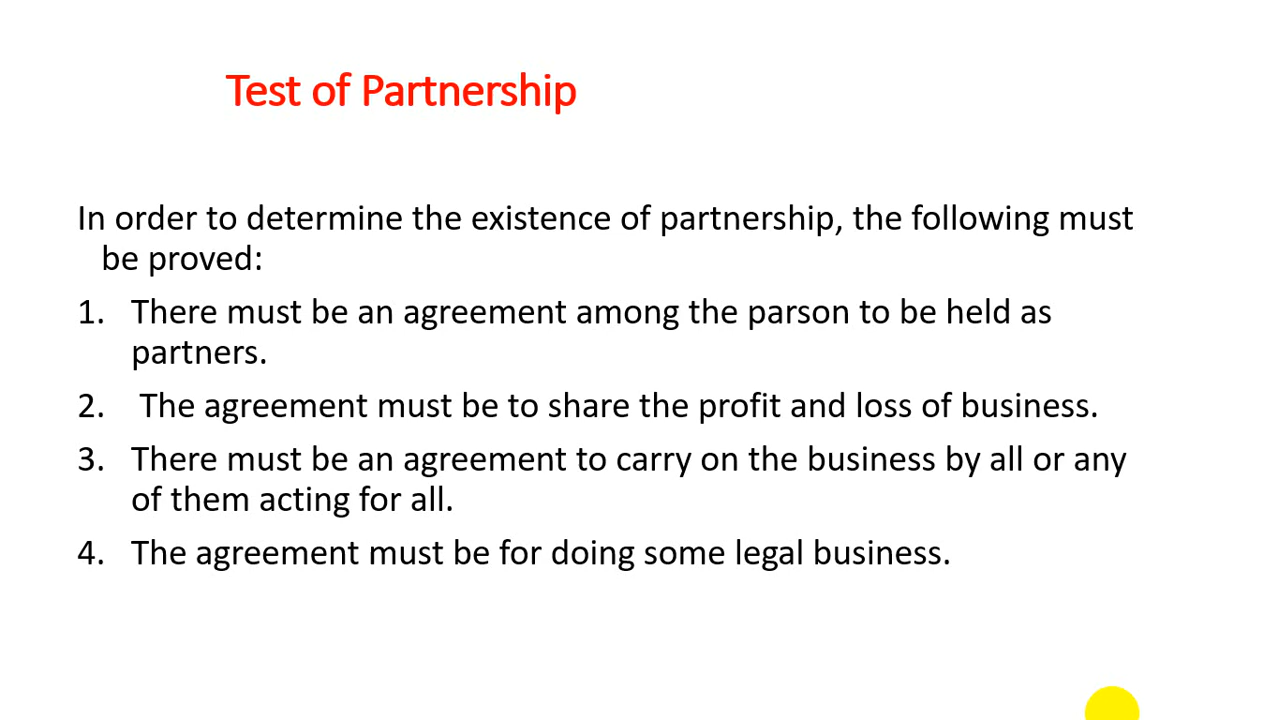 Test of Partnership
In order to determine the existence of partnership, the following must
be proved:
1. There must be an agreement among the parson to be held as
partners.
2. The agreement must be to share the profit and loss of business.
3. There must be an agreement to carry on the business by all or any
of them acting for all.
4. The agreement must be for doing some legal business.